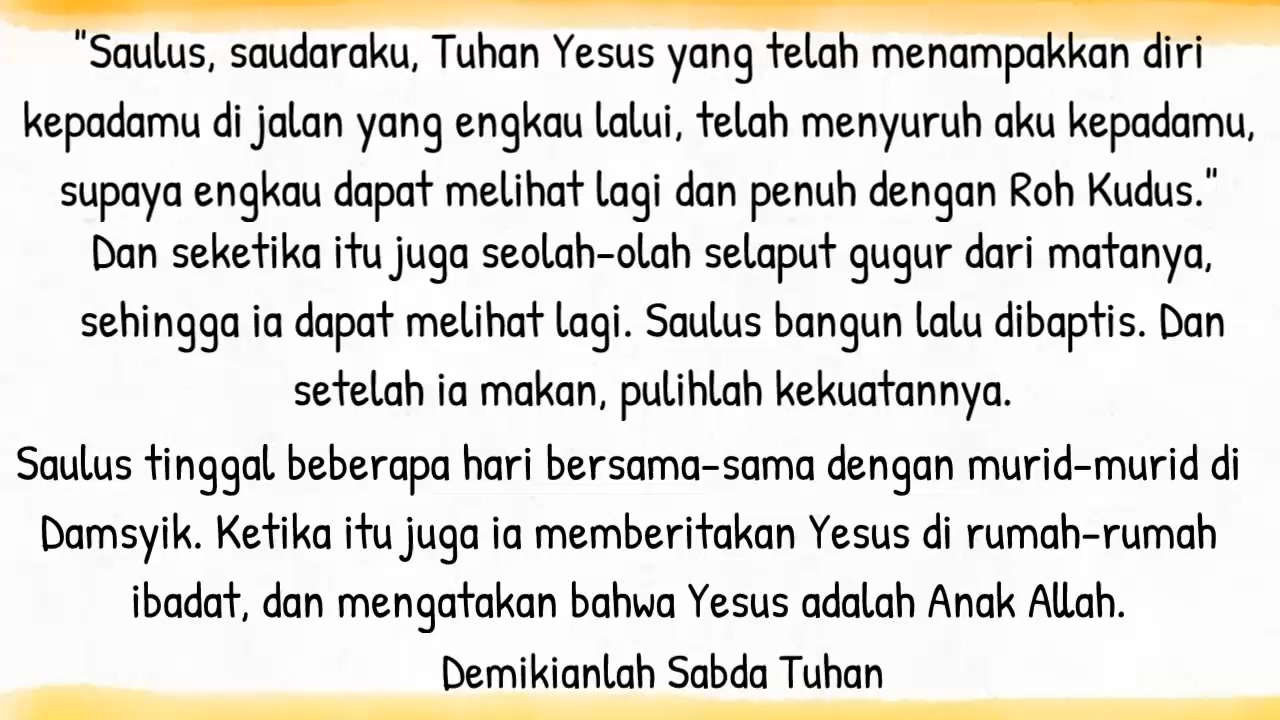 "Saulus, saudaraku, Tuhan Yesus yang telah menampakkan diri
kepadamu di jalan yang engkau lalui, telah menyuruh aku kepadamu,
supaya engkau dapat melihat lagi dan penuh dengan Roh Kudus."
Dan seketika itu juga seolah-olah selaput gugur dari matanya,
sehingga ia dapat melihat lagi. Saulus bangun lalu dibaptis. Dan
setelah ia makan, pulihlah kekuatannya.
Saulus tinggal beberapa hari bersama-sama dengan murid-murid di
Damsyik. Ketika itu juga ia memberitakan Yesus di rumah-rumah
ibadat, dan mengatakan bahwa Yesus adalah Anak Allah.
Demikianlah Sabda Tuhan